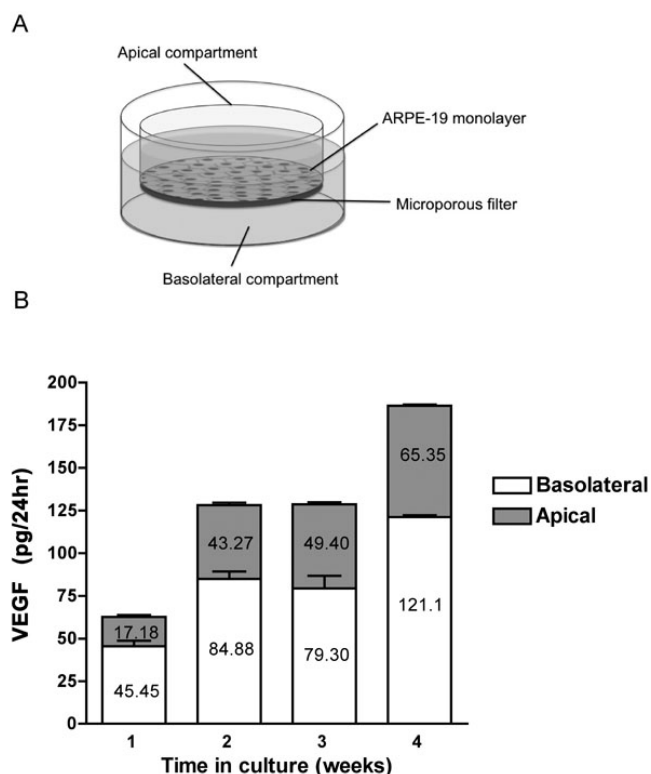 A
Apical compartment
ARPE-19 monolayer
Microporous filter
Basolateral compartment
B
VEGF (pg/24hr)
200
175
150
125
100
75
50
25
0
17.18
45.45
43.27
84.88
49.40
79.30
65.35
121.1
Basolateral
Apical
1 2 3 4
Time in culture (weeks)